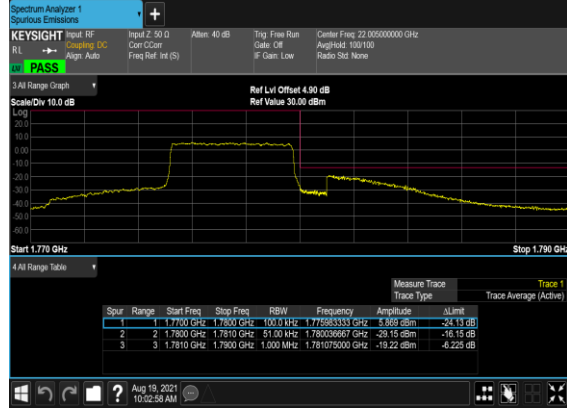 Spectrum Analyzer 1
Spurious Emissions
+
KEYSIGHT Input: RF Input Z: 50 Ω Atten: 40 dB Trig: Free Run Center Freq: 22.005000000 GHz
RL Coupling: DC Corr CCorr Gate: Off Avg|Hold: 100/100
Align: Auto Freq Ref: Int (S) IF Gain: Low Radio Std: None
LW PASS
3 All Range Graph
Ref Lvl Offset 4.90 dB
Scale/Div 10.0 dB Ref Value 30.00 dBm
Log
20.0
10.0
0.00
-10.0
-20.0
-30.0
-40.0
-50.0
-60.0
Start 1.770 GHz Stop 1.790 GHz
4 All Range Table
Measure Trace Trace 1
Trace Type Trace Average (Active)
Spur Range Start Freq Stop Freq RBW Frequency Amplitude ΔLimit
1 1 1.7700 GHz 1.7800 GHz 100.0 kHz 1.775983333 GHz 5.869 dBm -24.13 dB
2 2 1.7800 GHz 1.7810 GHz 51.00 kHz 1.780036667 GHz -29.15 dBm -16.15 dB
3 3 1.7810 GHz 1.7900 GHz 1.000 MHz 1.781075000 GHz -19.22 dBm -6.225 dB
? Aug 19, 2021
10:02:58 AM